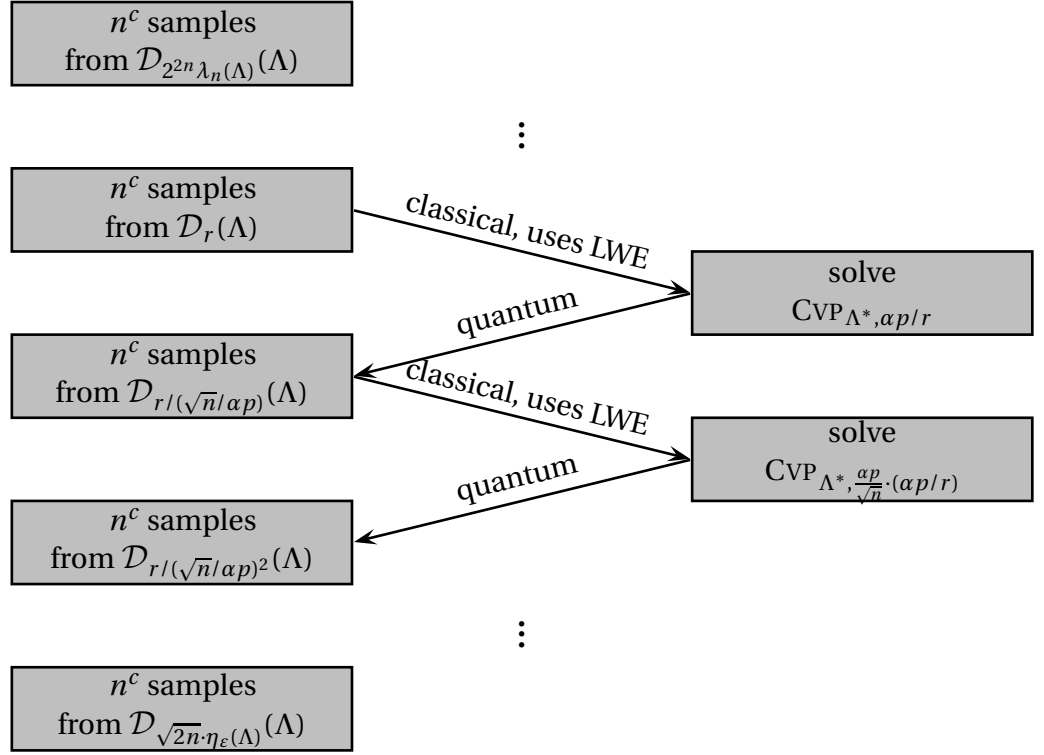 n^c samples
from 𝒟_{2^{2n}λ_n(Λ)}(Λ)
⋮
n^c samples
from 𝒟_r(Λ)
classical, uses LWE
solve
CVP_{Λ*,αp/r}
quantum
n^c samples
from 𝒟_{r/(√n/αp)}(Λ)
classical, uses LWE
solve
CVP_{Λ*,\frac{αp}{√n}·(αp/r)}
quantum
n^c samples
from 𝒟_{r/(√n/αp)^2}(Λ)
⋮
n^c samples
from 𝒟_{√{2n}·η_ε(Λ)}(Λ)